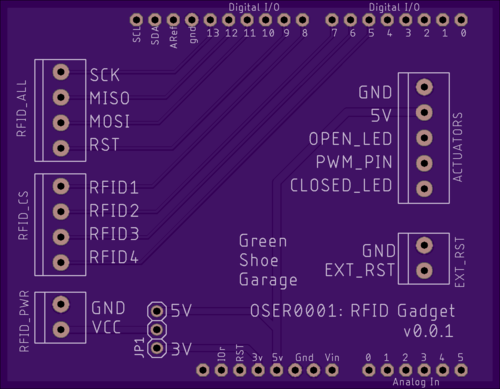 Digital I/O Digital I/O
SCL SDA ARef gnd 13 12 11 10 9 8 7 6 5 4 3 2 1 0
RFID_ALL
SCK
MISO
MOSI
RST
RFID_CS
RFID1
RFID2
RFID3
RFID4
RFID_PWR
GND
VCC
JP1
5V
3V
GND
5V
OPEN_LED
PWM_PIN
CLOSED_LED
ACTUATORS
GND
EXT_RST
EXT_RST
Green
Shoe
Garage
OSER0001: RFID Gadget
v0.0.1
IOr RST 3v 5v Gnd Vin 0 1 2 3 4 5
Analog In